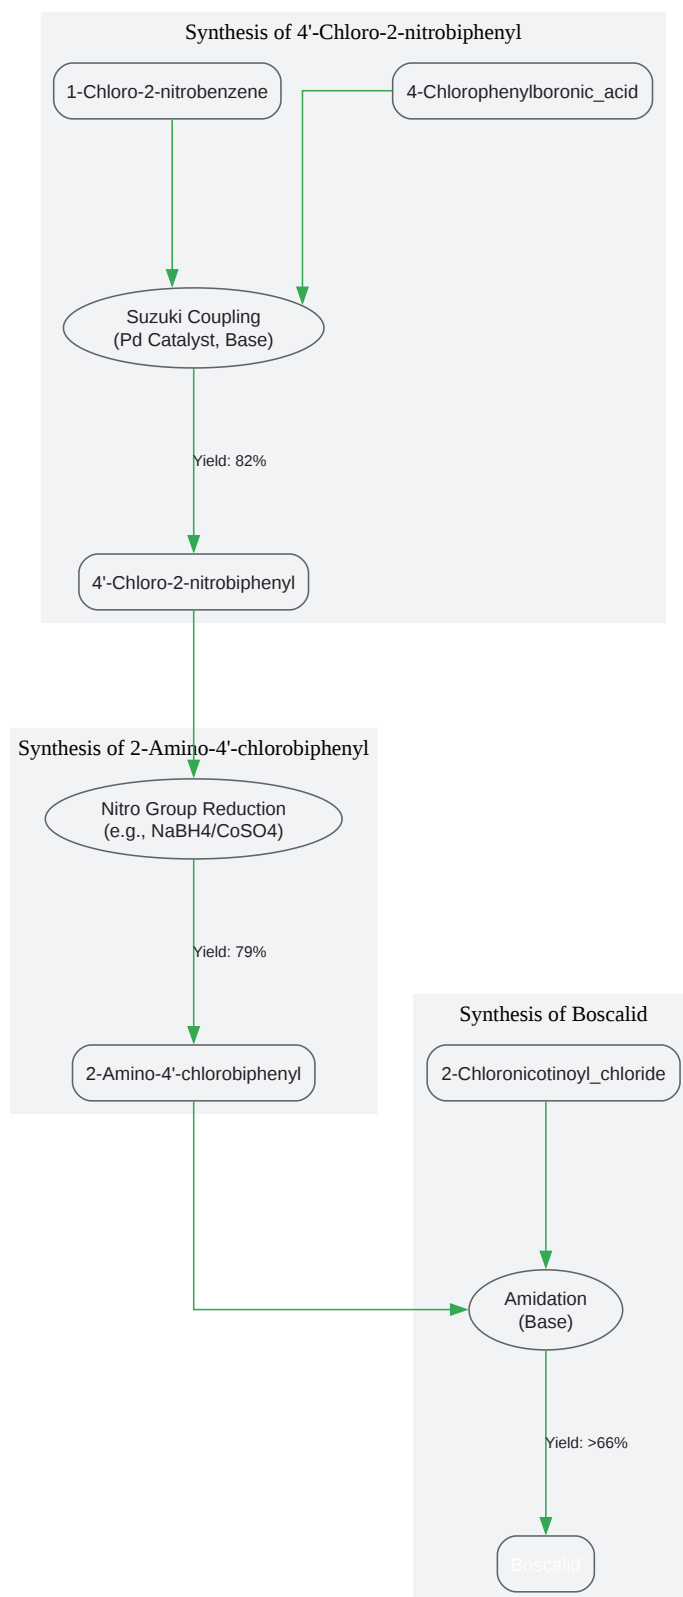 Synthesis of 4'-Chloro-2-nitrobiphenyl
1-Chloro-2-nitrobenzene
4-Chlorophenylboronic_acid
Suzuki Coupling
(Pd Catalyst, Base)
Yield: 82%
4'-Chloro-2-nitrobiphenyl
Synthesis of 2-Amino-4'-chlorobiphenyl
Nitro Group Reduction
(e.g., NaBH4/CoSO4)
Yield: 79%
2-Amino-4'-chlorobiphenyl
Synthesis of Boscalid
2-Chloronicotinoyl_chloride
Amidation
(Base)
Yield: >66%
Boscalid